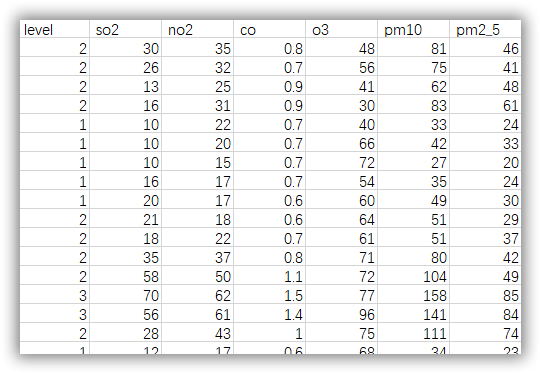 level so2 no2 co o3 pm10 pm2_5
2 30 35 0.8 48 81 46
2 26 32 0.7 56 75 41
2 13 25 0.9 41 62 48
2 16 31 0.9 30 83 61
1 10 22 0.7 40 33 24
1 10 20 0.7 66 42 33
1 10 15 0.7 72 27 20
1 16 17 0.7 54 35 24
1 20 17 0.6 60 49 30
2 21 18 0.6 64 51 29
2 18 22 0.7 61 51 37
2 35 37 0.8 71 80 42
2 58 50 1.1 72 104 49
3 70 62 1.5 77 158 85
3 56 61 1.4 96 141 84
2 28 43 1 75 111 74
1 12 17 0.6 68 34 23